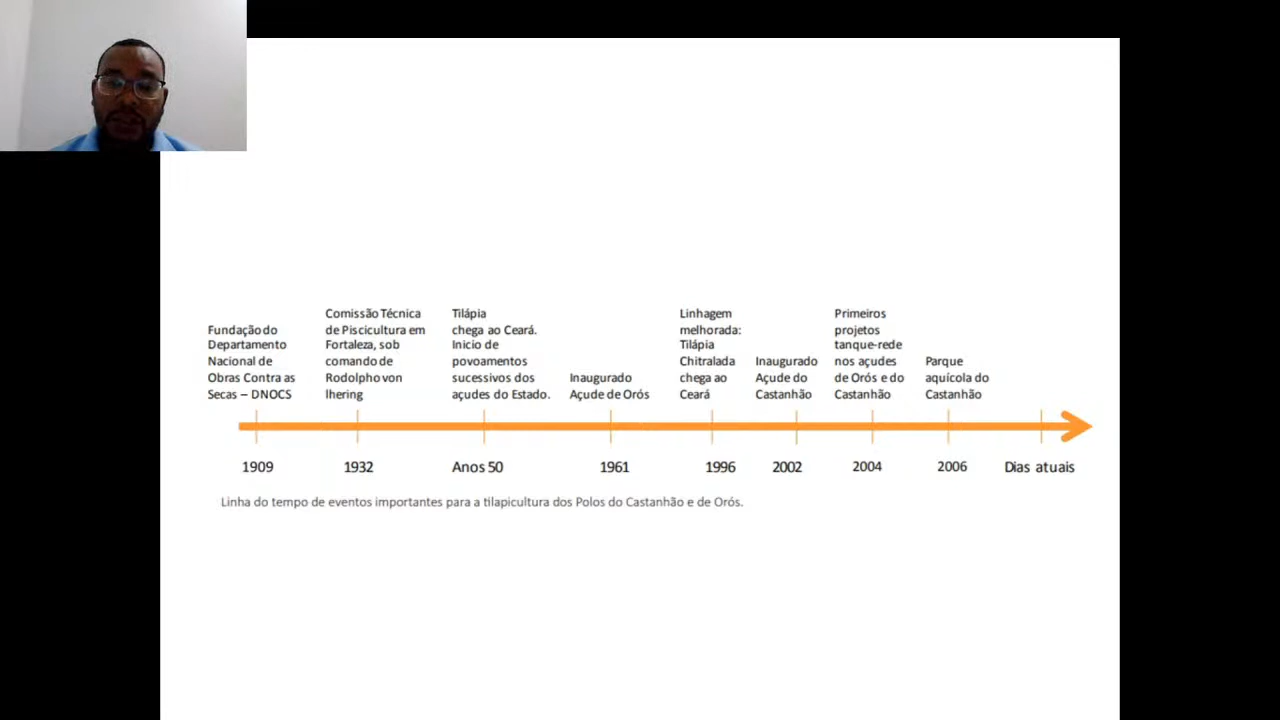 Fundação do
Departamento
Nacional de
Obras Contra as
Secas – DNOCS
Comissão Técnica
de Piscicultura em
Fortaleza, sob
comando de
Rodolpho von
Ihering
Tilápia
chega ao Ceará.
Inicio de
povoamentos
sucessivos dos
açudes do Estado.
Inaugurado
Açude de Orós
Linhagem
melhorada:
Tilápia
Chitralada
chega ao
Ceará
Inaugurado
Açude do
Castanhão
Primeiros
projetos
tanque-rede
nos açudes
de Orós e do
Castanhão
Parque
aquícola do
Castanhão
1909
1932
Anos 50
1961
1996
2002
2004
2006
Dias atuais
Linha do tempo de eventos importantes para a tilapicultura dos Polos do Castanhão e de Orós.